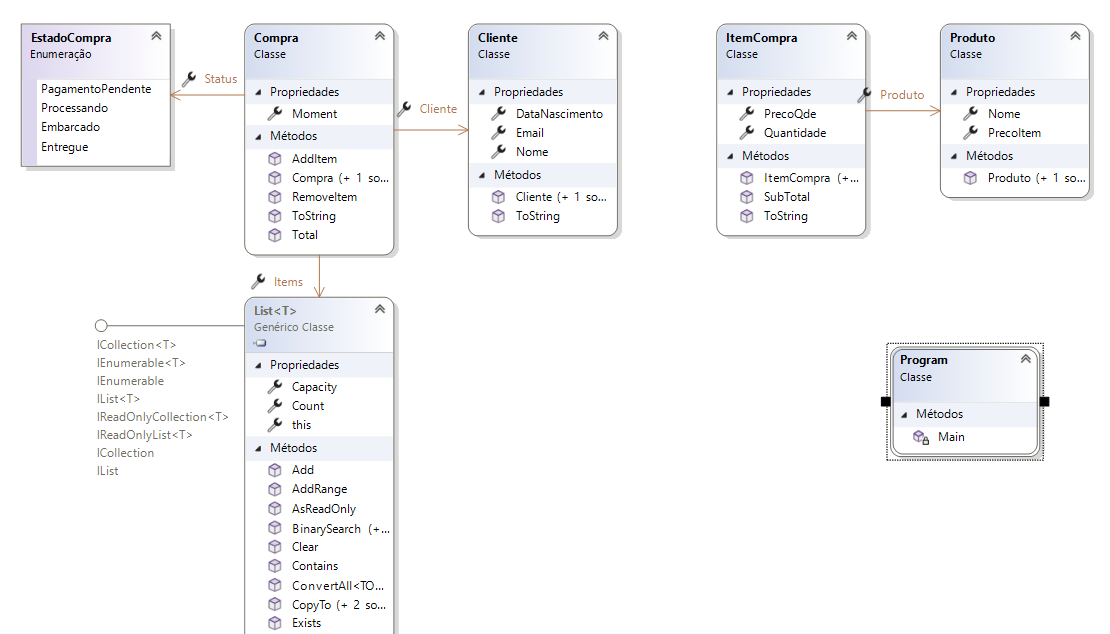 EstadoCompra
Enumeração
PagamentoPendente
Processando
Embarcado
Entregue
Status
Compra
Classe
Propriedades
Moment
Métodos
AddItem
Compra (+ 1 so...
RemoveItem
ToString
Total
Cliente
Cliente
Classe
Propriedades
DataNascimento
Email
Nome
Métodos
Cliente (+ 1 so...
ToString
ItemCompra
Classe
Propriedades
PrecoQde
Quantidade
Métodos
ItemCompra (+...
SubTotal
ToString
Produto
Produto
Classe
Propriedades
Nome
PrecoItem
Métodos
Produto (+ 1 so...
Items
ICollection<T>
IEnumerable<T>
IEnumerable
IList<T>
IReadOnlyCollection<T>
IReadOnlyList<T>
ICollection
IList
List<T>
Genérico Classe
Propriedades
Capacity
Count
this
Métodos
Add
AddRange
AsReadOnly
BinarySearch (+...
Clear
Contains
ConvertAll<TO...
CopyTo (+ 2 so...
Exists
Program
Classe
Métodos
Main